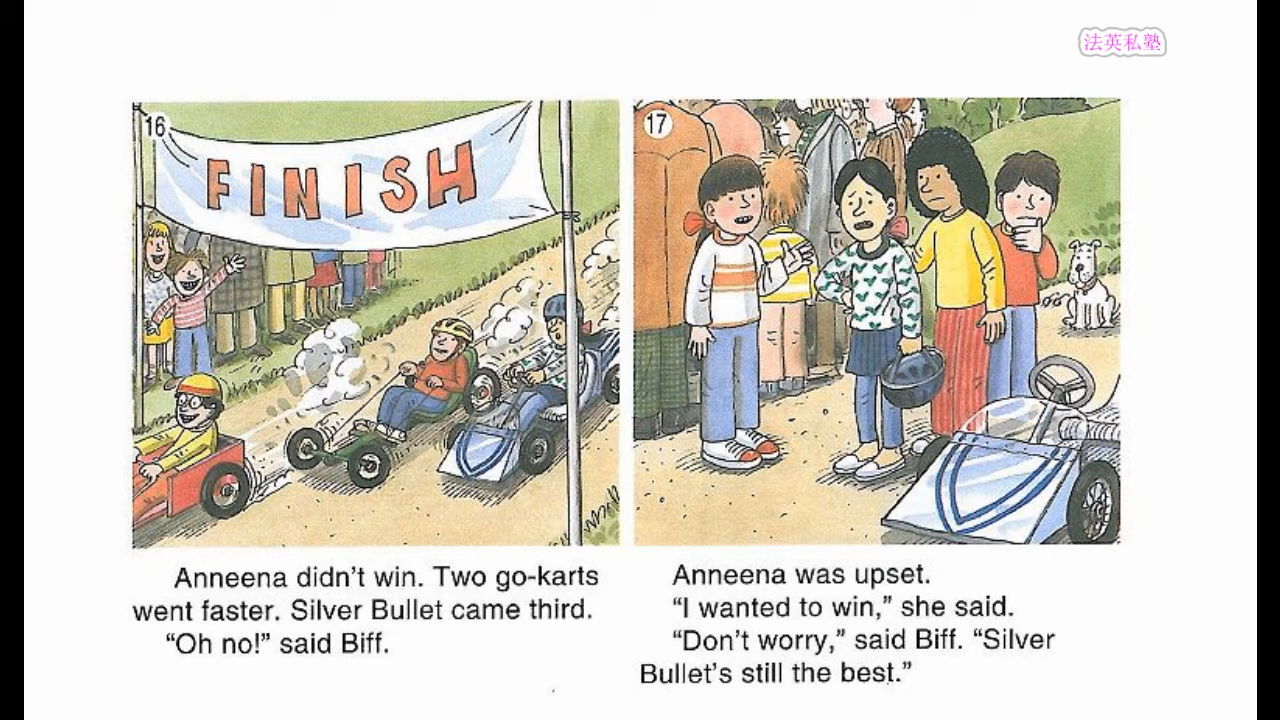 法英私塾
16
FINISH
Anneena didn't win. Two go-karts
went faster. Silver Bullet came third.
"Oh no!" said Biff.
17
Anneena was upset.
"I wanted to win," she said.
"Don't worry," said Biff. "Silver
Bullet's still the best."